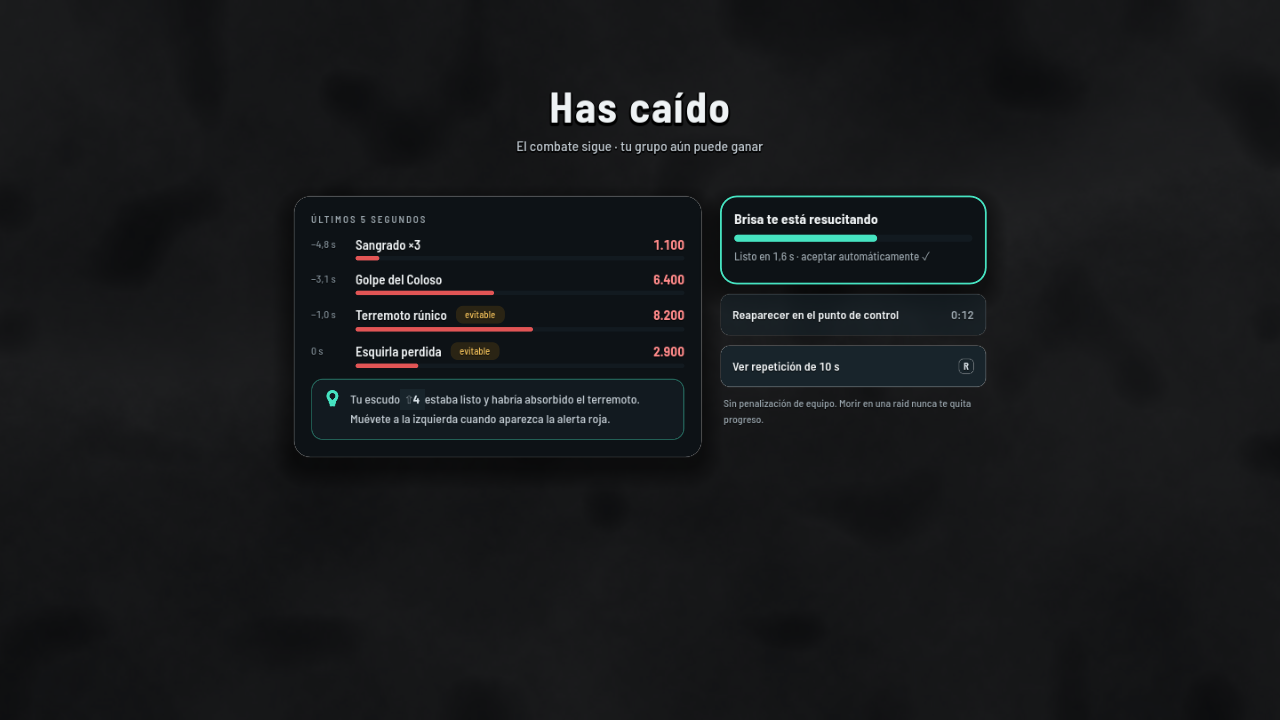 Has caído
El combate sigue · tu grupo aún puede ganar
ÚLTIMOS 5 SEGUNDOS
−4,8 s Sangrado ×3 1.100
−3,1 s Golpe del Coloso 6.400
−1,0 s Terremoto rúnico evitable 8.200
0 s Esquirla perdida evitable 2.900
Tu escudo ⇧4 estaba listo y habría absorbido el terremoto.
Muévete a la izquierda cuando aparezca la alerta roja.
Brisa te está resucitando
Listo en 1,6 s · aceptar automáticamente ✓
Reaparecer en el punto de control 0:12
Ver repetición de 10 s R
Sin penalización de equipo. Morir en una raid nunca te quita
progreso.